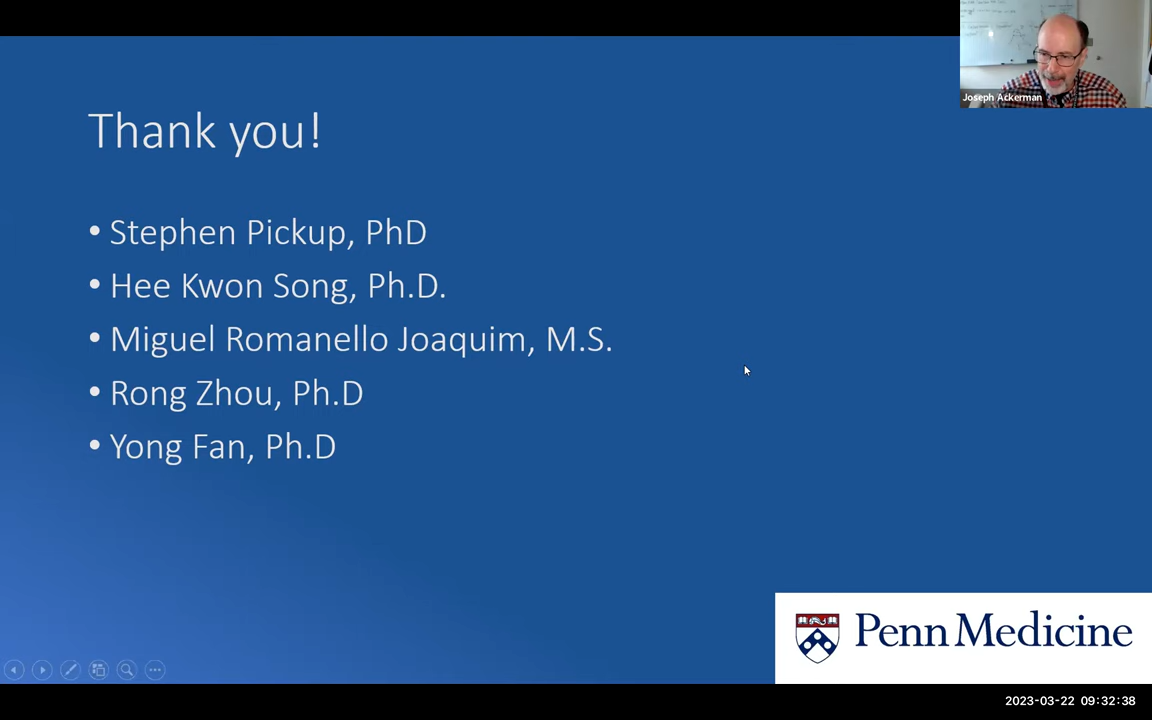 Joseph Ackerman
Thank you!
• Stephen Pickup, PhD
• Hee Kwon Song, Ph.D.
• Miguel Romanello Joaquim, M.S.
• Rong Zhou, Ph.D
• Yong Fan, Ph.D
Penn Medicine
2023-03-22 09:32:38